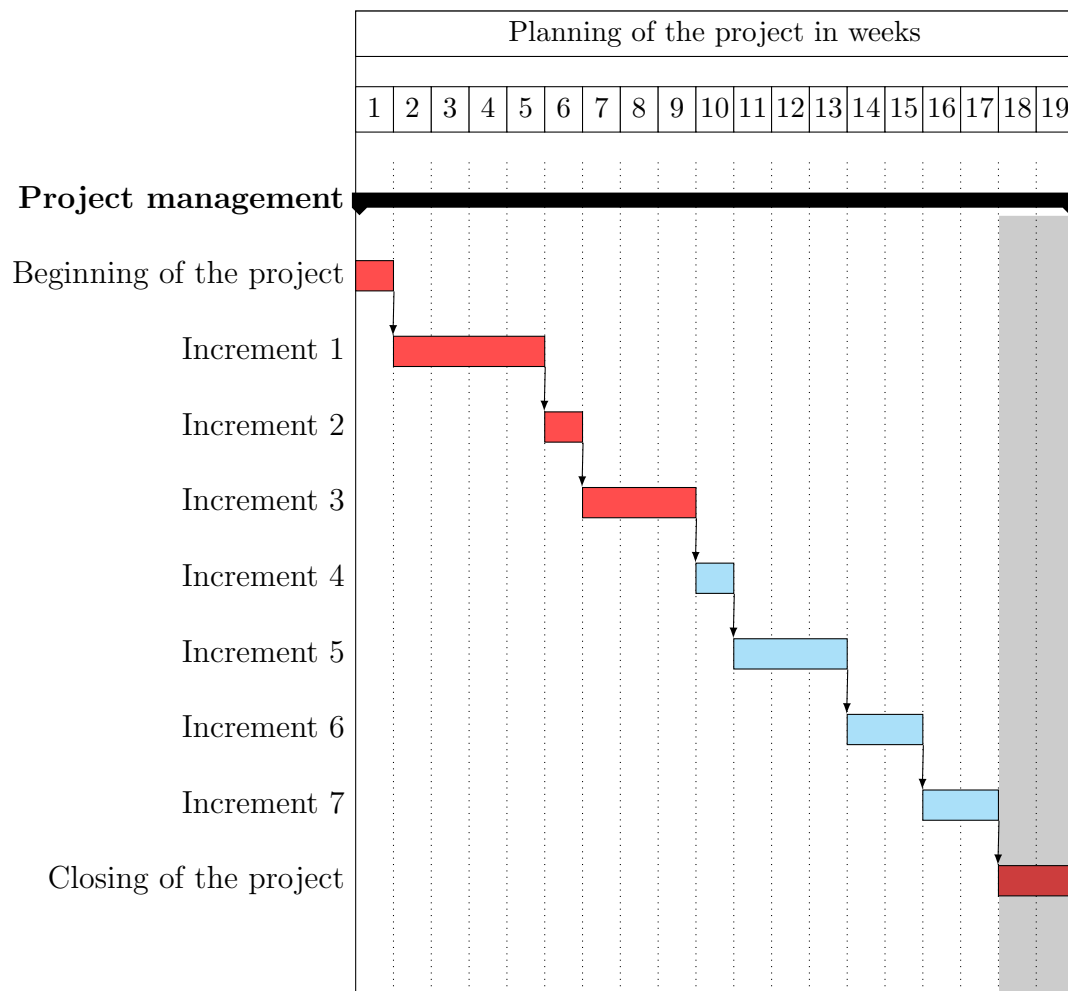 Planning of the project in weeks
1 2 3 4 5 6 7 8 9 10 11 12 13 14 15 16 17 18 19
Project management
Beginning of the project
Increment 1
Increment 2
Increment 3
Increment 4
Increment 5
Increment 6
Increment 7
Closing of the project